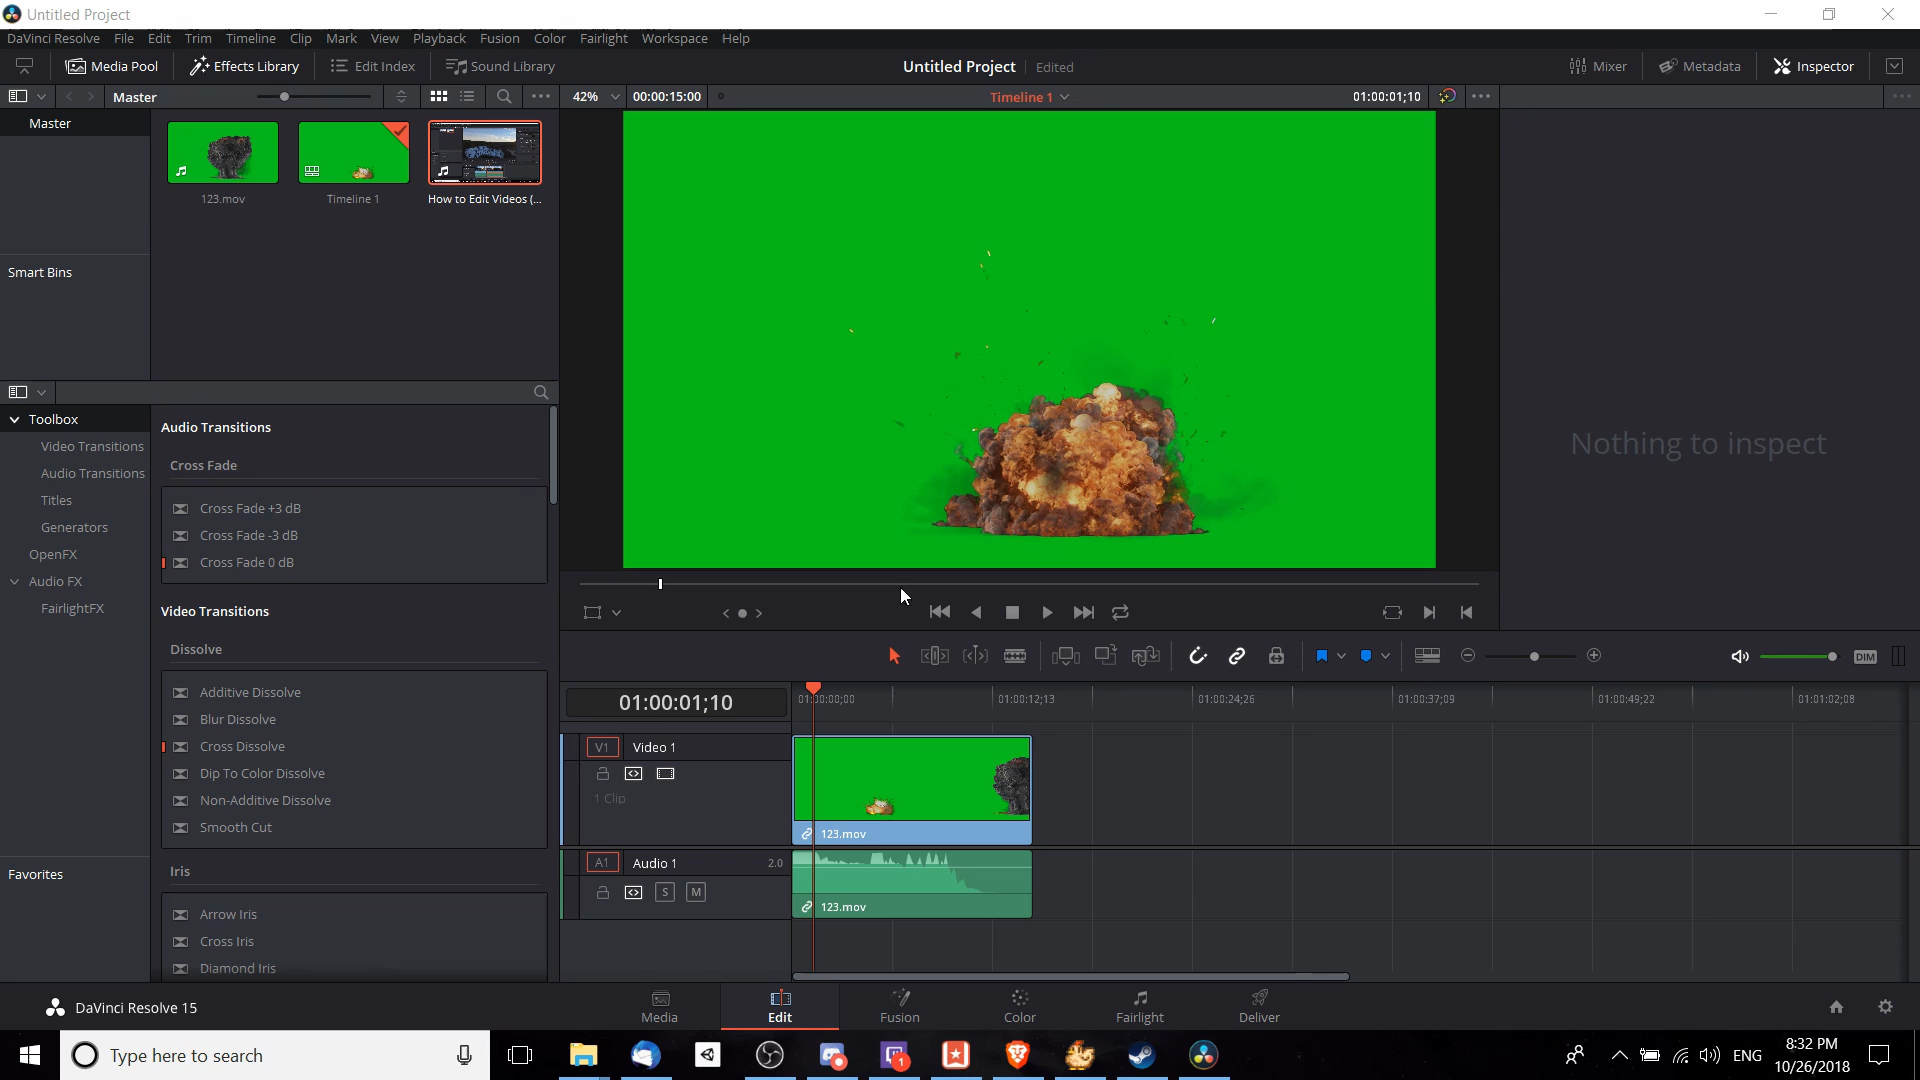 Untitled Project
DaVinci Resolve File Edit Trim Timeline Clip Mark View Playback Fusion Color Fairlight Workspace Help
Media Pool Effects Library Edit Index Sound Library Untitled Project Edited Mixer Metadata Inspector
Master 42% 00:00:15:00 Timeline 1 01:00:01;10
Master
123.mov Timeline 1 How to Edit Videos (...
Smart Bins
Nothing to inspect
Toolbox
Video Transitions
Audio Transitions
Titles
Generators
OpenFX
Audio FX
FairlightFX
Favorites
Audio Transitions
Cross Fade
Cross Fade +3 dB
Cross Fade -3 dB
Cross Fade 0 dB
Video Transitions
Dissolve
Additive Dissolve
Blur Dissolve
Cross Dissolve
Dip To Color Dissolve
Non-Additive Dissolve
Smooth Cut
Iris
Arrow Iris
Cross Iris
Diamond Iris
DIM
01:00:01;10 01:00:00;00 01:00:12;13 01:00:24;26 01:00:37;09 01:00:49;22 01:01:02;08
V1 Video 1
1 Clip
123.mov
A1 Audio 1 2.0
S M
123.mov
DaVinci Resolve 15 Media Edit Fusion Color Fairlight Deliver
Type here to search
1
ENG
8:32 PM
10/26/2018